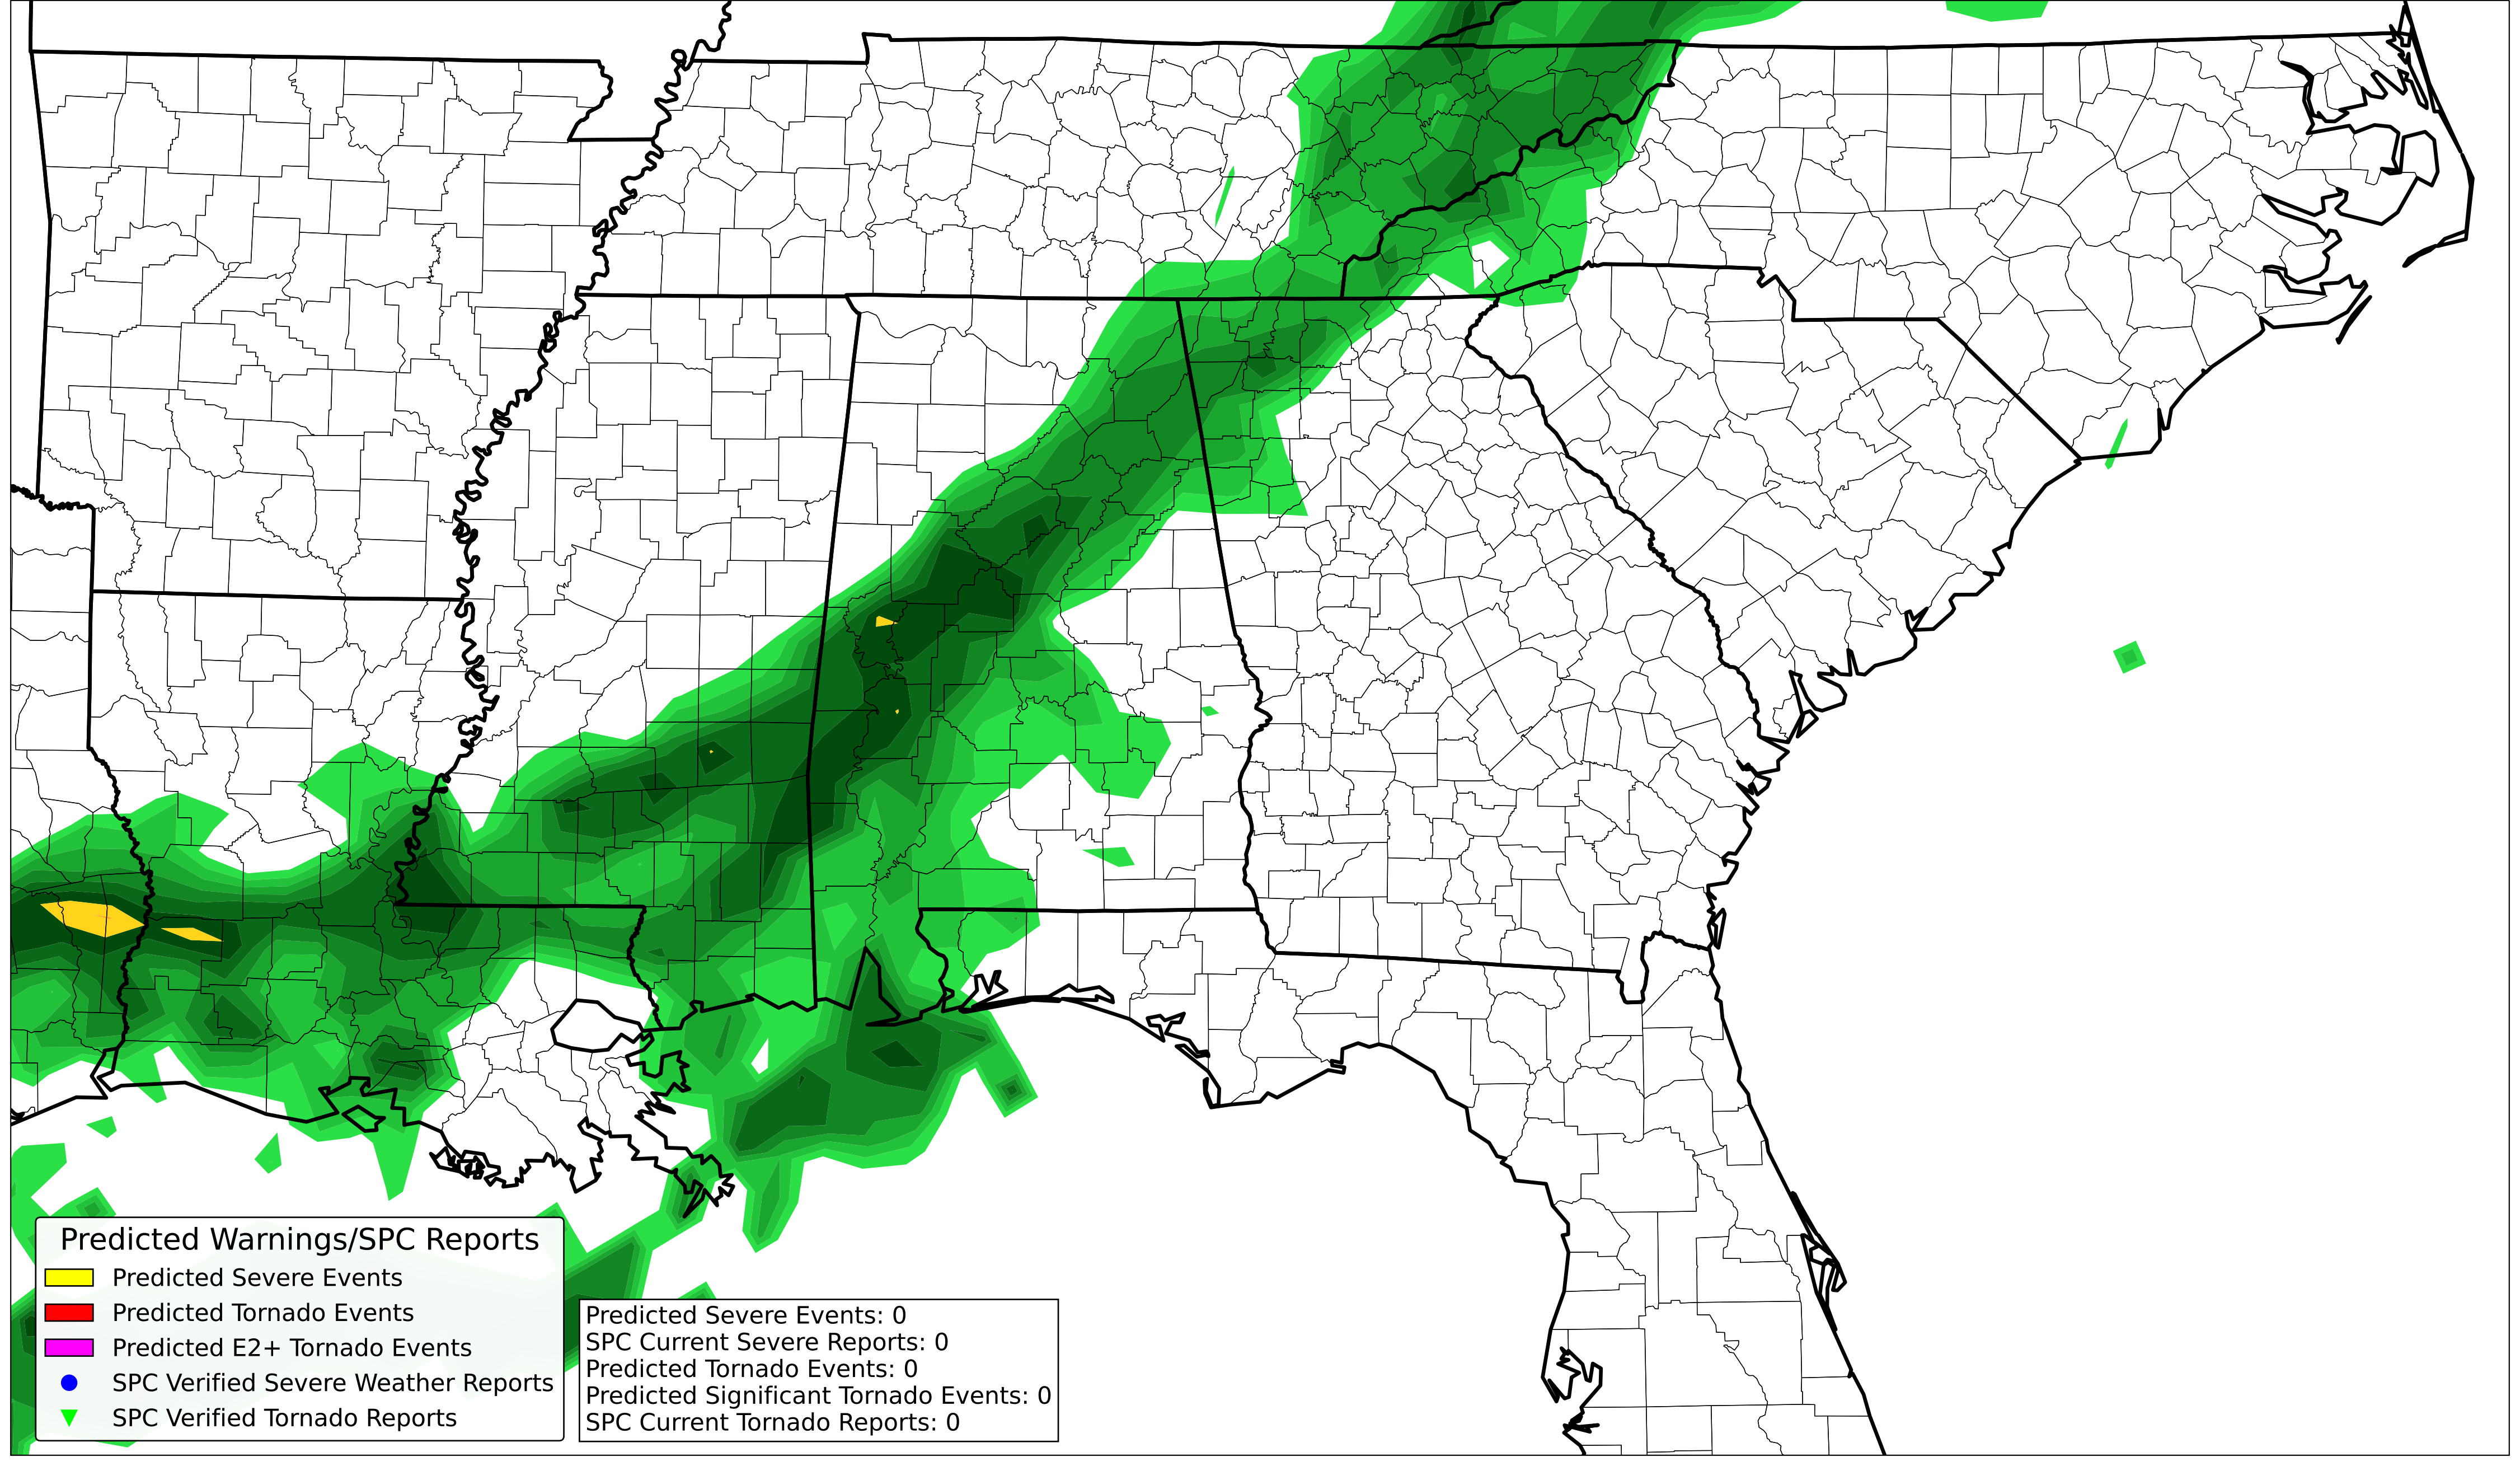 Predicted Warnings/SPC Reports
Predicted Severe Events
Predicted Tornado Events
Predicted E2+ Tornado Events
SPC Verified Severe Weather Reports
SPC Verified Tornado Reports
Predicted Severe Events: 0
SPC Current Severe Reports: 0
Predicted Tornado Events: 0
Predicted Significant Tornado Events: 0
SPC Current Tornado Reports: 0